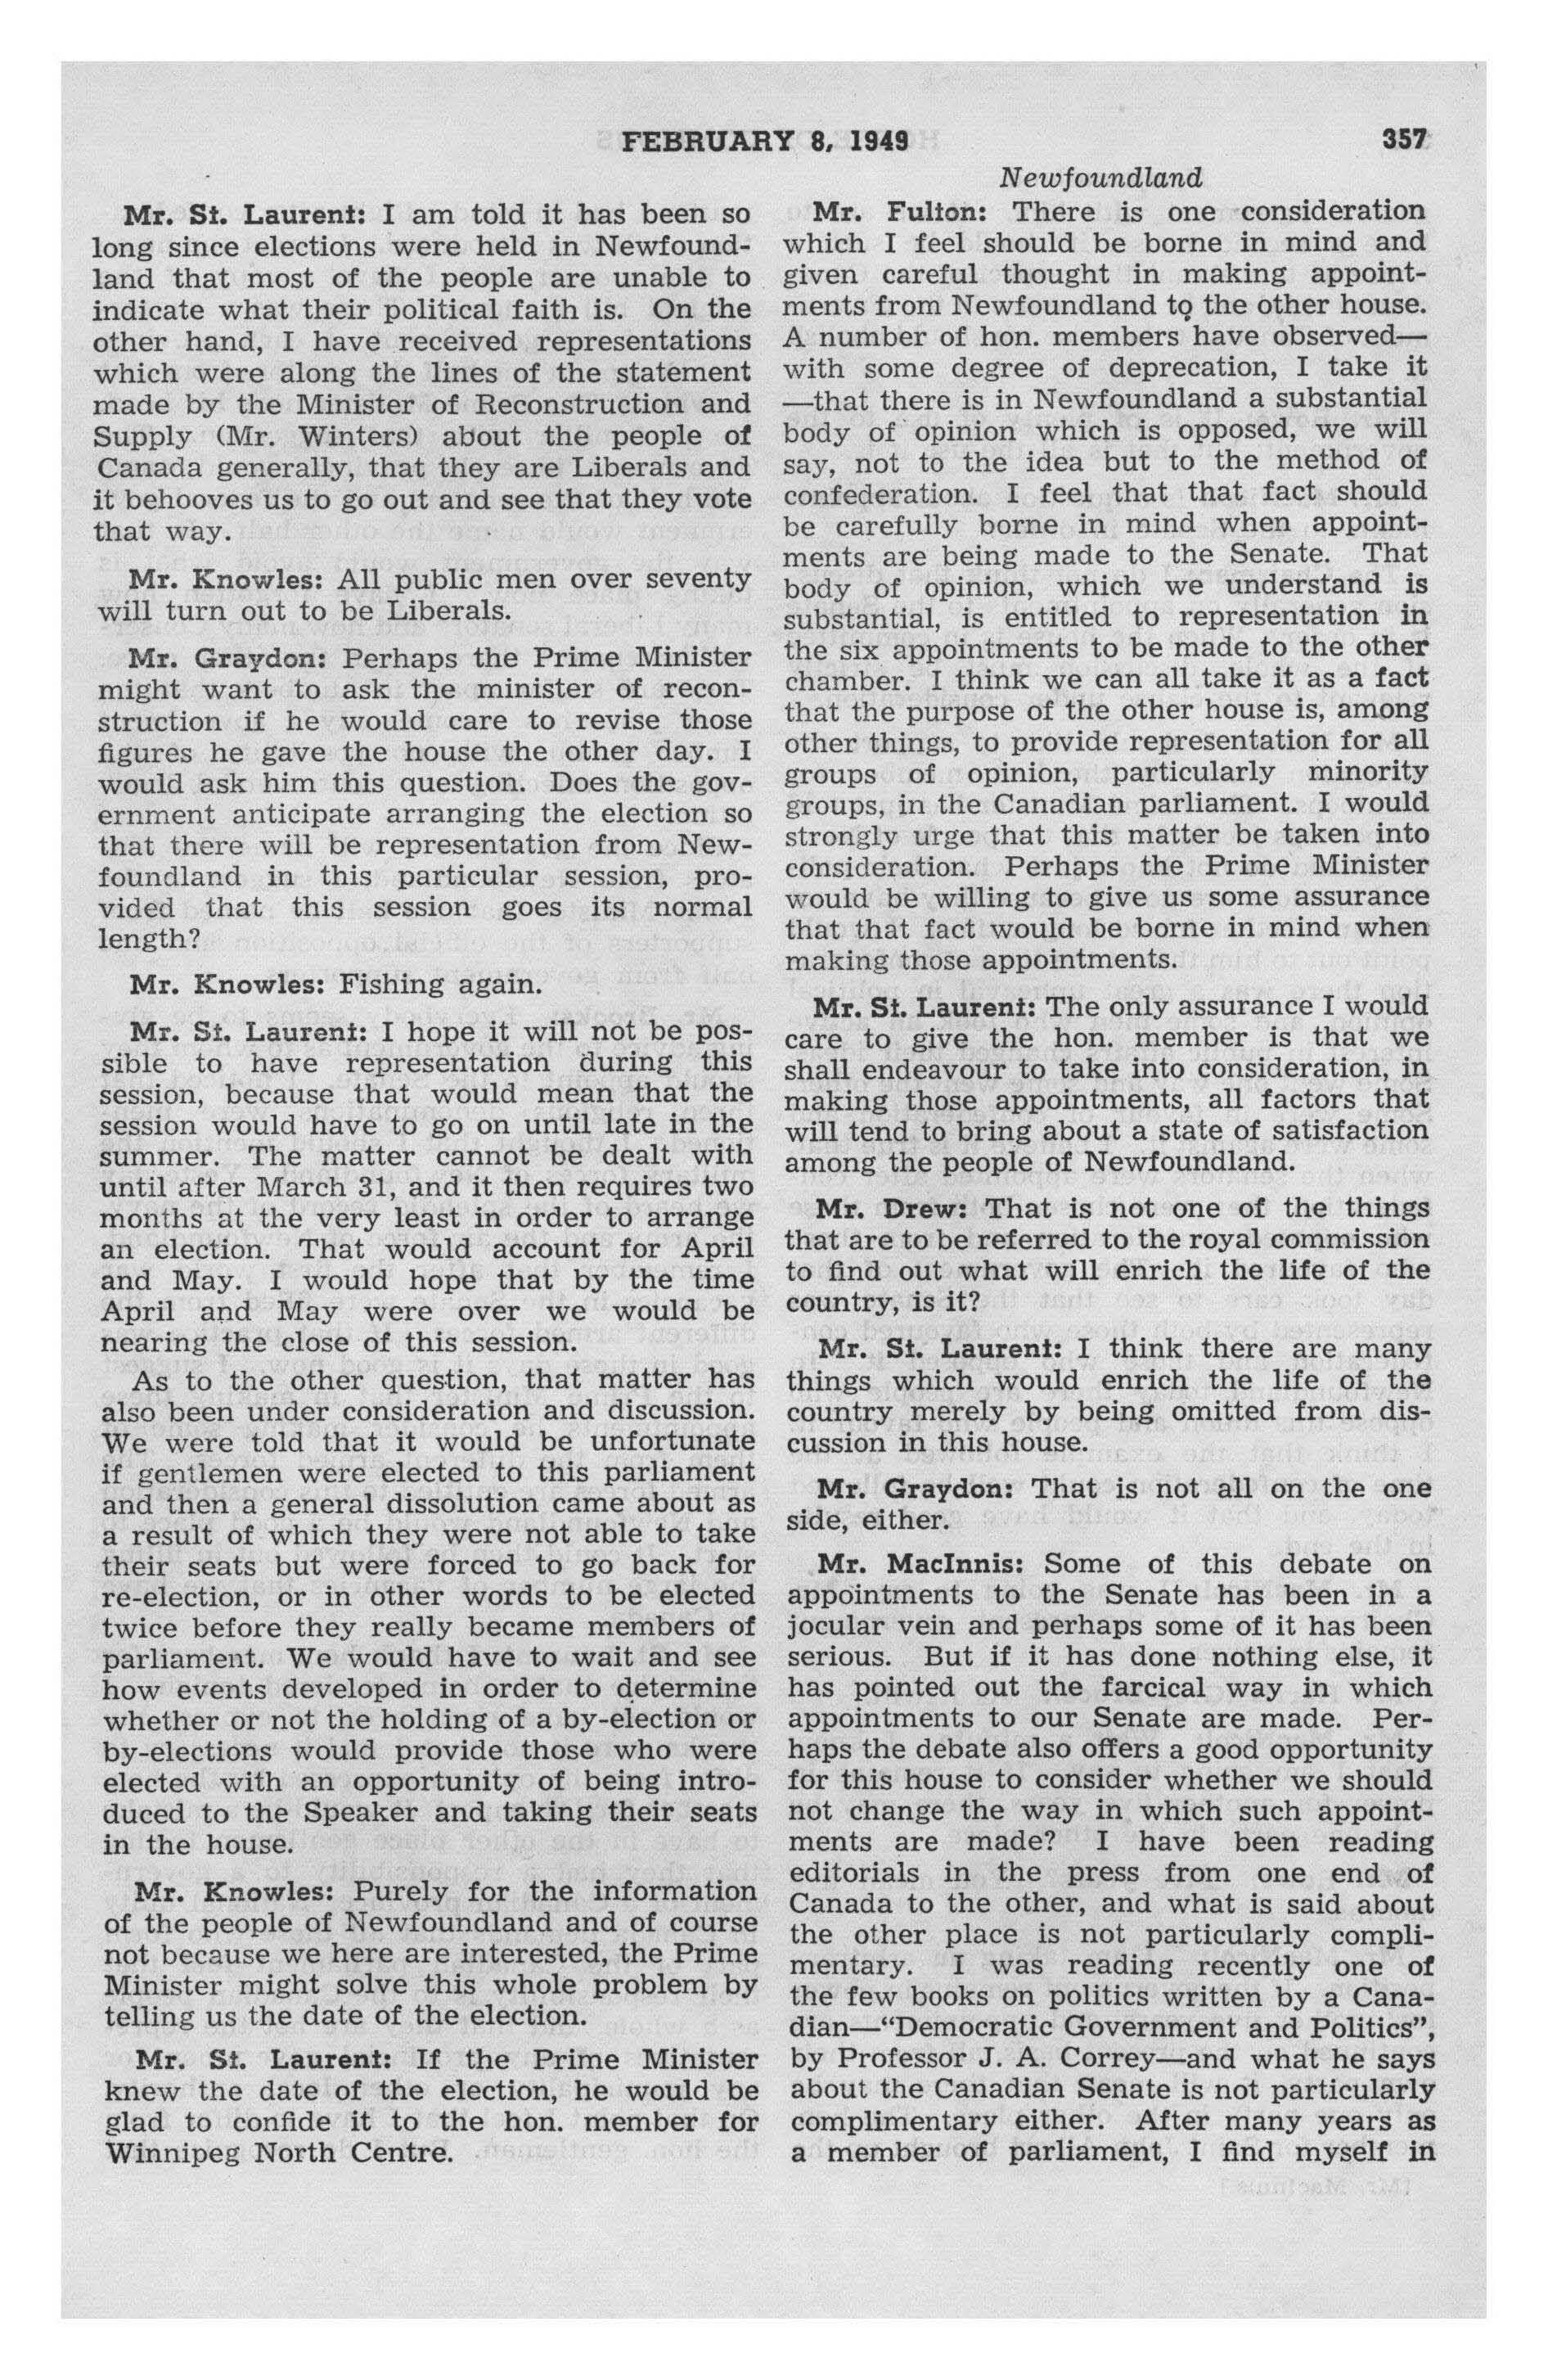 FEBRUARY 8, 1949
357
Newfoundland
Mr. St. Laurent: I am told it has been so
long since elections were held in Newfound-
land that most of the people are unable to
indicate what their political faith is. On the
other hand, I have received representations
which were along the lines of the statement
made by the Minister of Reconstruction and
Supply (Mr. Winters) about the people of
Canada generally, that they are Liberals and
it behooves us to go out and see that they vote
that way.
Mr. Knowles: All public men over seventy
will turn out to be Liberals.
Mr. Graydon: Perhaps the Prime Minister
might want to ask the minister of recon-
struction if he would care to revise those
figures he gave the house the other day. I
would ask him this question. Does the gov-
ernment anticipate arranging the election so
that there will be representation from New-
foundland in this particular session, pro-
vided that this session goes its normal
length?
Mr. Knowles: Fishing again.
Mr. St. Laurent: I hope it will not be pos-
sible to have representation during this
session, because that would mean that the
session would have to go on until late in the
summer. The matter cannot be dealt with
until after March 31, and it then requires two
months at the very least in order to arrange
an election. That would account for April
and May. I would hope that by the time
April and May were over we would be
nearing the close of this session.
As to the other question, that matter has
also been under consideration and discussion.
We were told that it would be unfortunate
if gentlemen were elected to this parliament
and then a general dissolution came about as
a result of which they were not able to take
their seats but were forced to go back for
re-election, or in other words to be elected
twice before they really became members of
parliament. We would have to wait and see
how events developed in order to determine
whether or not the holding of a by-election or
by-elections would provide those who were
elected with an opportunity of being intro-
duced to the Speaker and taking their seats
in the house.
Mr. Knowles: Purely for the information
of the people of Newfoundland and of course
not because we here are interested, the Prime
Minister might solve this whole problem by
telling us the date of the election.
Mr. St. Laurent: If the Prime Minister
knew the date of the election, he would be
glad to confide it to the hon. member for
Winnipeg North Centre.
Mr. Fulton: There is one consideration
which I feel should be borne in mind and
given careful thought in making appoint-
ments from Newfoundland to the other house.
A number of hon. members have observed—
with some degree of deprecation, I take it
—that there is in Newfoundland a substantial
body of opinion which is opposed, we will
say, not to the idea but to the method of
confederation. I feel that that fact should
be carefully borne in mind when appoint-
ments are being made to the Senate. That
body of opinion, which we understand is
substantial, is entitled to representation in
the six appointments to be made to the other
chamber. I think we can all take it as a fact
that the purpose of the other house is, among
other things, to provide representation for all
groups of opinion, particularly minority
groups, in the Canadian parliament. I would
strongly urge that this matter be taken into
consideration. Perhaps the Prime Minister
would be willing to give us some assurance
that that fact would be borne in mind when
making those appointments.
Mr. St. Laurent: The only assurance I would
care to give the hon. member is that we
shall endeavour to take into consideration, in
making those appointments, all factors that
will tend to bring about a state of satisfaction
among the people of Newfoundland.
Mr. Drew: That is not one of the things
that are to be referred to the royal commission
to find out what will enrich the life of the
country, is it?
Mr. St. Laurent: I think there are many
things which would enrich the life of the
country merely by being omitted from dis-
cussion in this house.
Mr. Graydon: That is not all on the one
side, either.
Mr. MacInnis: Some of this debate on
appointments to the Senate has been in a
jocular vein and perhaps some of it has been
serious. But if it has done nothing else, it
has pointed out the farcical way in which
appointments to our Senate are made. Per-
haps the debate also offers a good opportunity
for this house to consider whether we should
not change the way in which such appoint-
ments are made? I have been reading
editorials in the press from one end of
Canada to the other, and what is said about
the other place is not particularly compli-
mentary. I was reading recently one of
the few books on politics written by a Cana-
dian—“Democratic Government and Politics”,
by Professor J. A. Correy—and what he says
about the Canadian Senate is not particularly
complimentary either. After many years as
a member of parliament, I find myself in